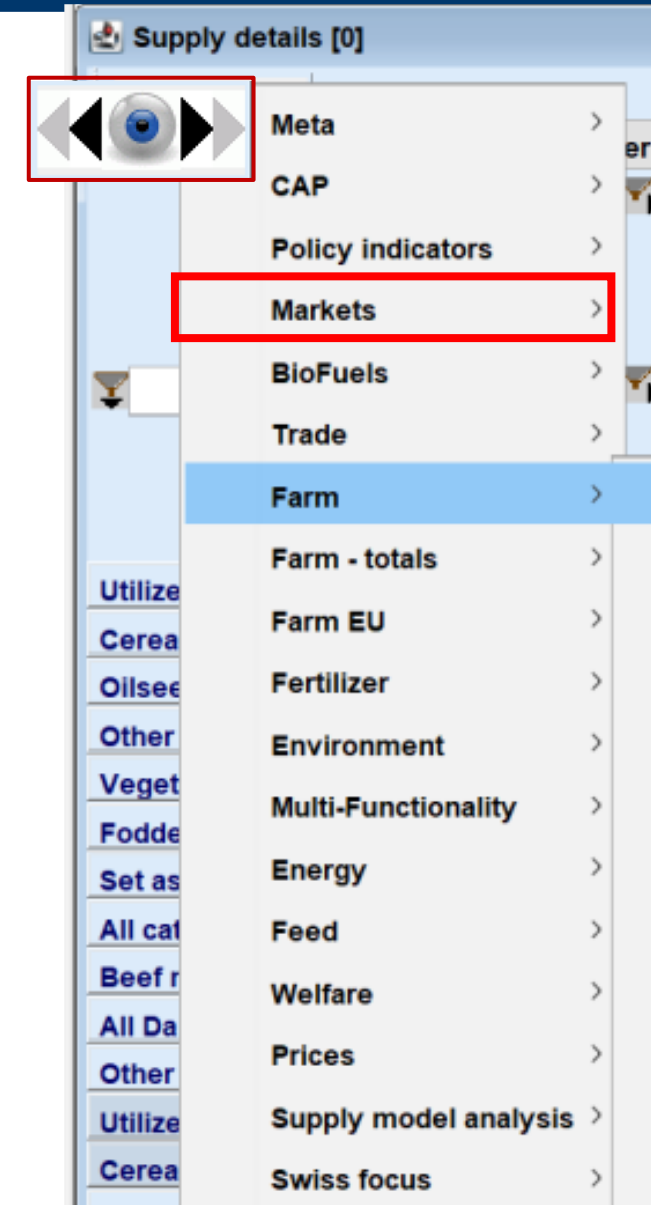 Supply details [0]
Meta
er
CAP
Policy indicators
Markets
BioFuels
Trade
Farm
Farm - totals
Utilize
Farm EU
Cerea
Oilsee
Fertilizer
Other
Environment
Veget
Multi-Functionality
Fodde
Energy
Set as
All cat
Feed
Beef r
Welfare
All Da
Prices
Other
Utilize
Supply model analysis
Cerea
Swiss focus